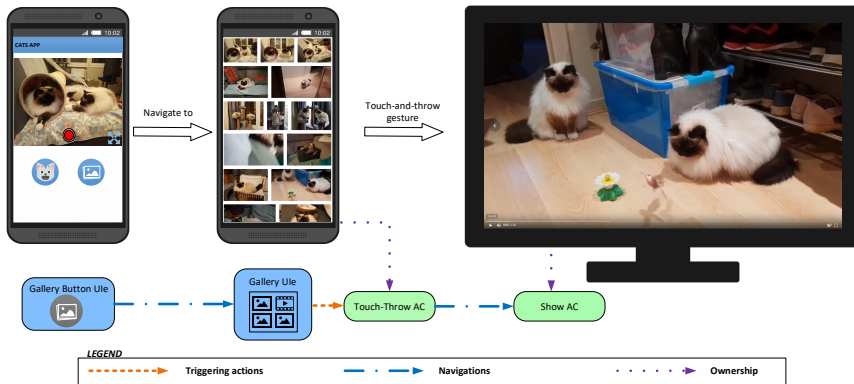 10:02
CATS APP
Navigate to
10:02
Touch-and-throw
gesture
Gallery Button UIe
Gallery UIe
Touch-Throw AC
Show AC
LEGEND
Triggering actions
Navigations
Ownership